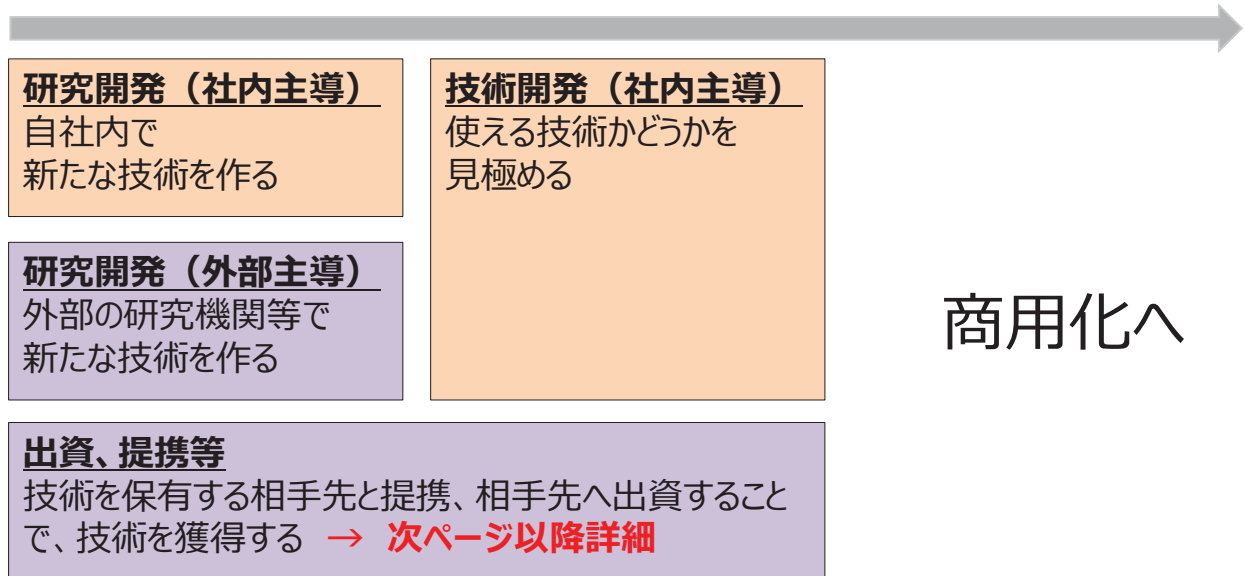 研究開発（社内主導）
自社内で
新たな技術を作る
技術開発（社内主導）
使える技術かどうかを
見極める
研究開発（外部主導）
外部の研究機関等で
新たな技術を作る
商用化へ
出資、提携等
技術を保有する相手先と提携、相手先へ出資すること
で、技術を獲得する → 次ページ以降詳細